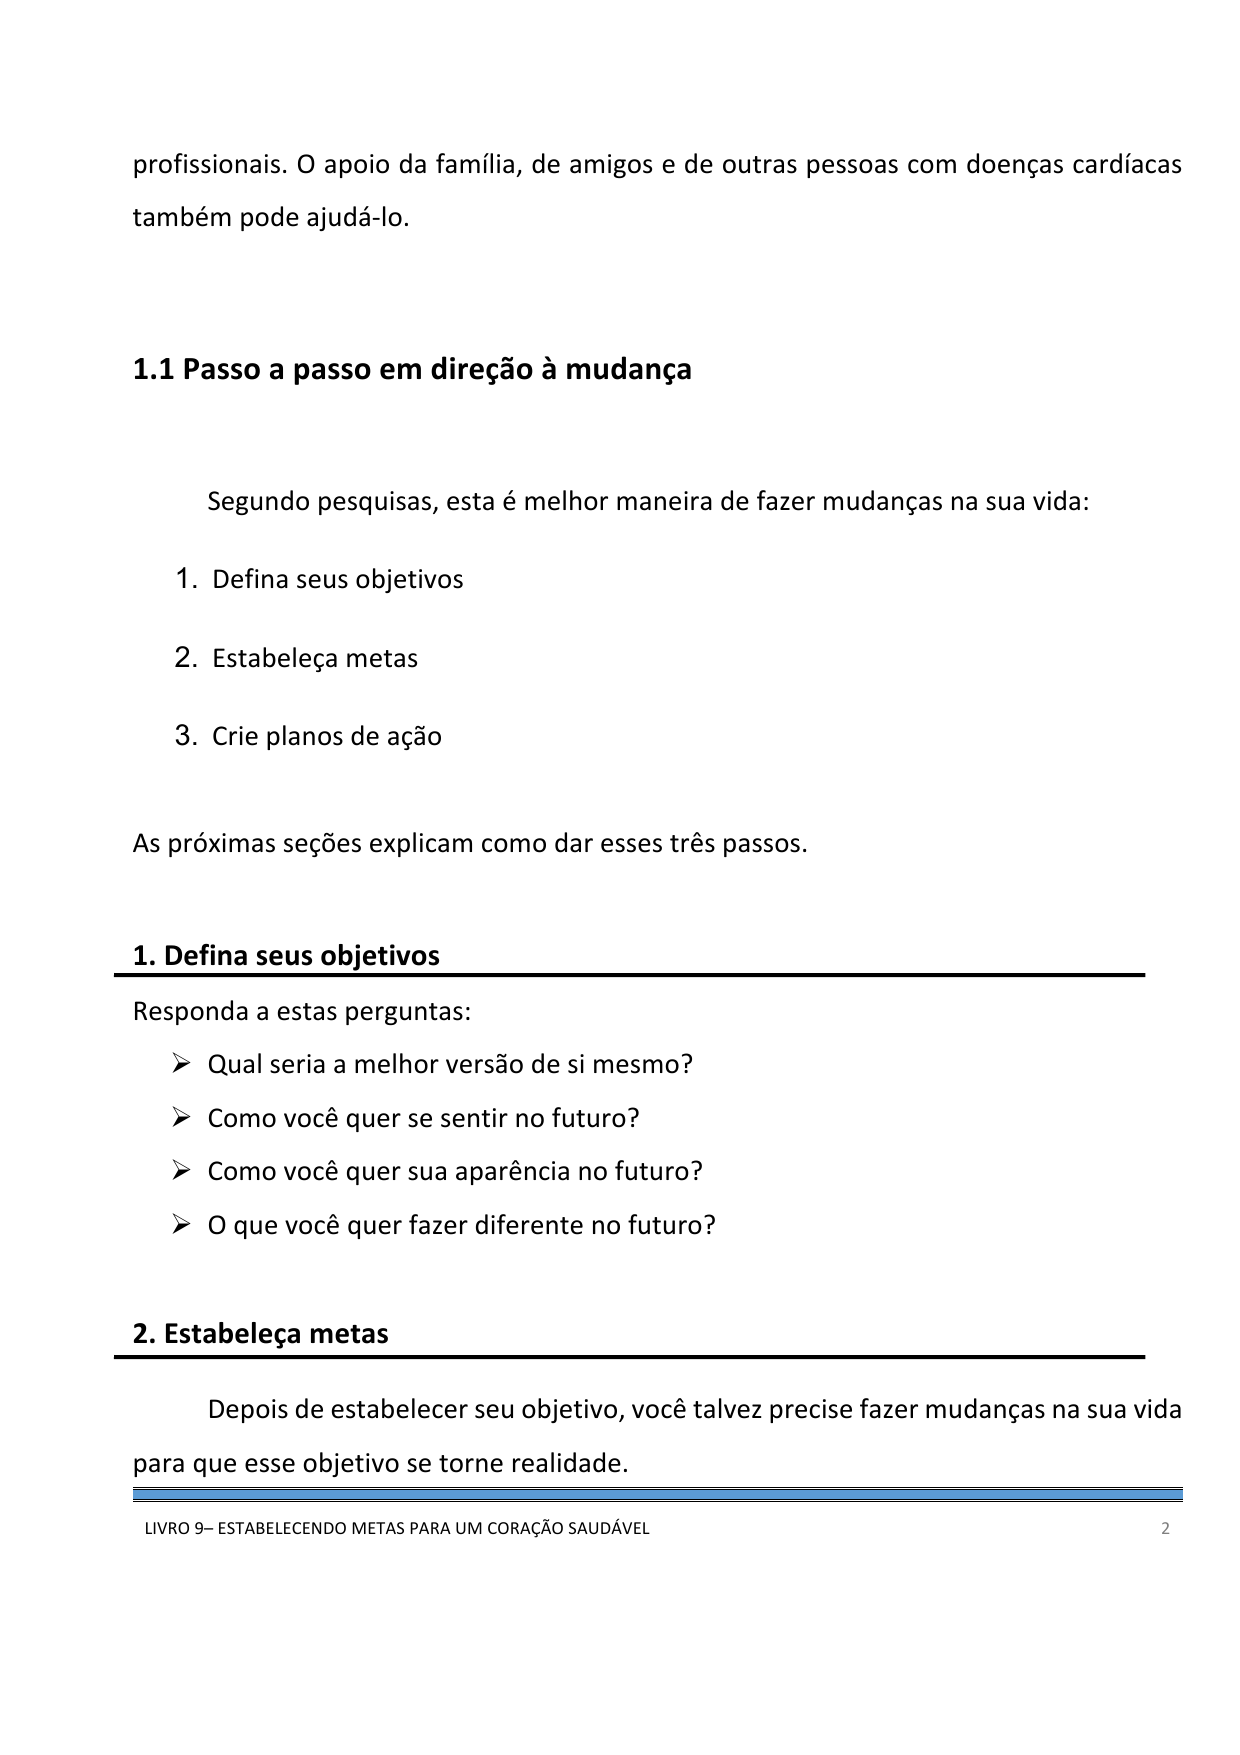 profissionais. O apoio da família, de amigos e de outras pessoas com doenças cardíacas
também pode ajudá-lo.
1.1 Passo a passo em direção à mudança
Segundo pesquisas, esta é melhor maneira de fazer mudanças na sua vida:
1. Defina seus objetivos
2. Estabeleça metas
3. Crie planos de ação
As próximas seções explicam como dar esses três passos.
1. Defina seus objetivos
Responda a estas perguntas:
➢ Qual seria a melhor versão de si mesmo?
➢ Como você quer se sentir no futuro?
➢ Como você quer sua aparência no futuro?
➢ O que você quer fazer diferente no futuro?
2. Estabeleça metas
Depois de estabelecer seu objetivo, você talvez precise fazer mudanças na sua vida
para que esse objetivo se torne realidade.
LIVRO 9– ESTABELECENDO METAS PARA UM CORAÇÃO SAUDÁVEL 2